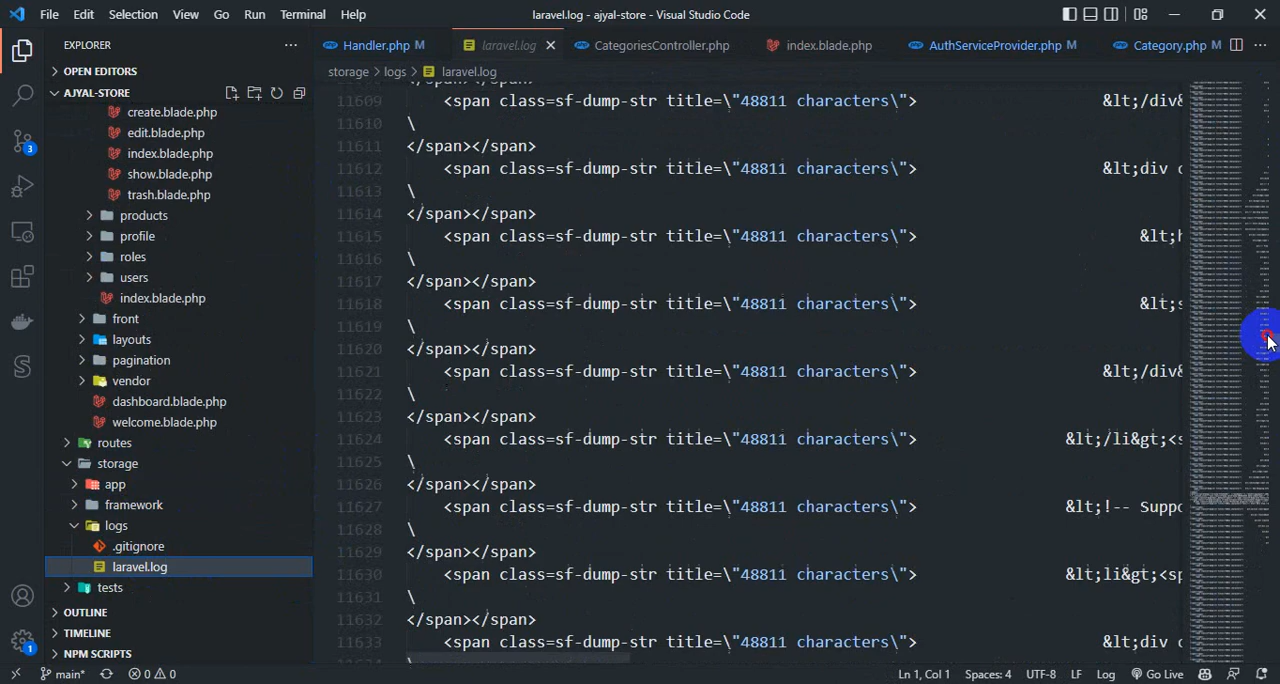 File Edit Selection View Go Run Terminal Help laravel.log - ajyal-store - Visual Studio Code
EXPLORER
Handler.php M laravel.log CategoriesController.php index.blade.php AuthServiceProvider.php M Category.php M
OPEN EDITORS
storage > logs > laravel.log
AJYAL-STORE
create.blade.php
edit.blade.php
index.blade.php
show.blade.php
trash.blade.php
products
profile
roles
users
index.blade.php
front
layouts
pagination
vendor
dashboard.blade.php
welcome.blade.php
routes
storage
app
framework
logs
.gitignore
laravel.log
tests
OUTLINE
TIMELINE
NPM SCRIPTS
11609 <span class=sf-dump-str title=\"48811 characters\"> &lt;/div&
11610 \
11611 </span></span>
11612 <span class=sf-dump-str title=\"48811 characters\"> &lt;div c
11613 \
11614 </span></span>
11615 <span class=sf-dump-str title=\"48811 characters\"> &lt;h
11616 \
11617 </span></span>
11618 <span class=sf-dump-str title=\"48811 characters\"> &lt;s
11619 \
11620 </span></span>
11621 <span class=sf-dump-str title=\"48811 characters\"> &lt;/div&
11622 \
11623 </span></span>
11624 <span class=sf-dump-str title=\"48811 characters\"> &lt;/li&gt;<s
11625 \
11626 </span></span>
11627 <span class=sf-dump-str title=\"48811 characters\"> &lt;!-- Suppo
11628 \
11629 </span></span>
11630 <span class=sf-dump-str title=\"48811 characters\"> &lt;li&gt;<sp
11631 \
11632 </span></span>
11633 <span class=sf-dump-str title=\"48811 characters\"> &lt;div c
3
1
main* 0 0 Ln 1, Col 1 Spaces: 4 UTF-8 LF Log Go Live